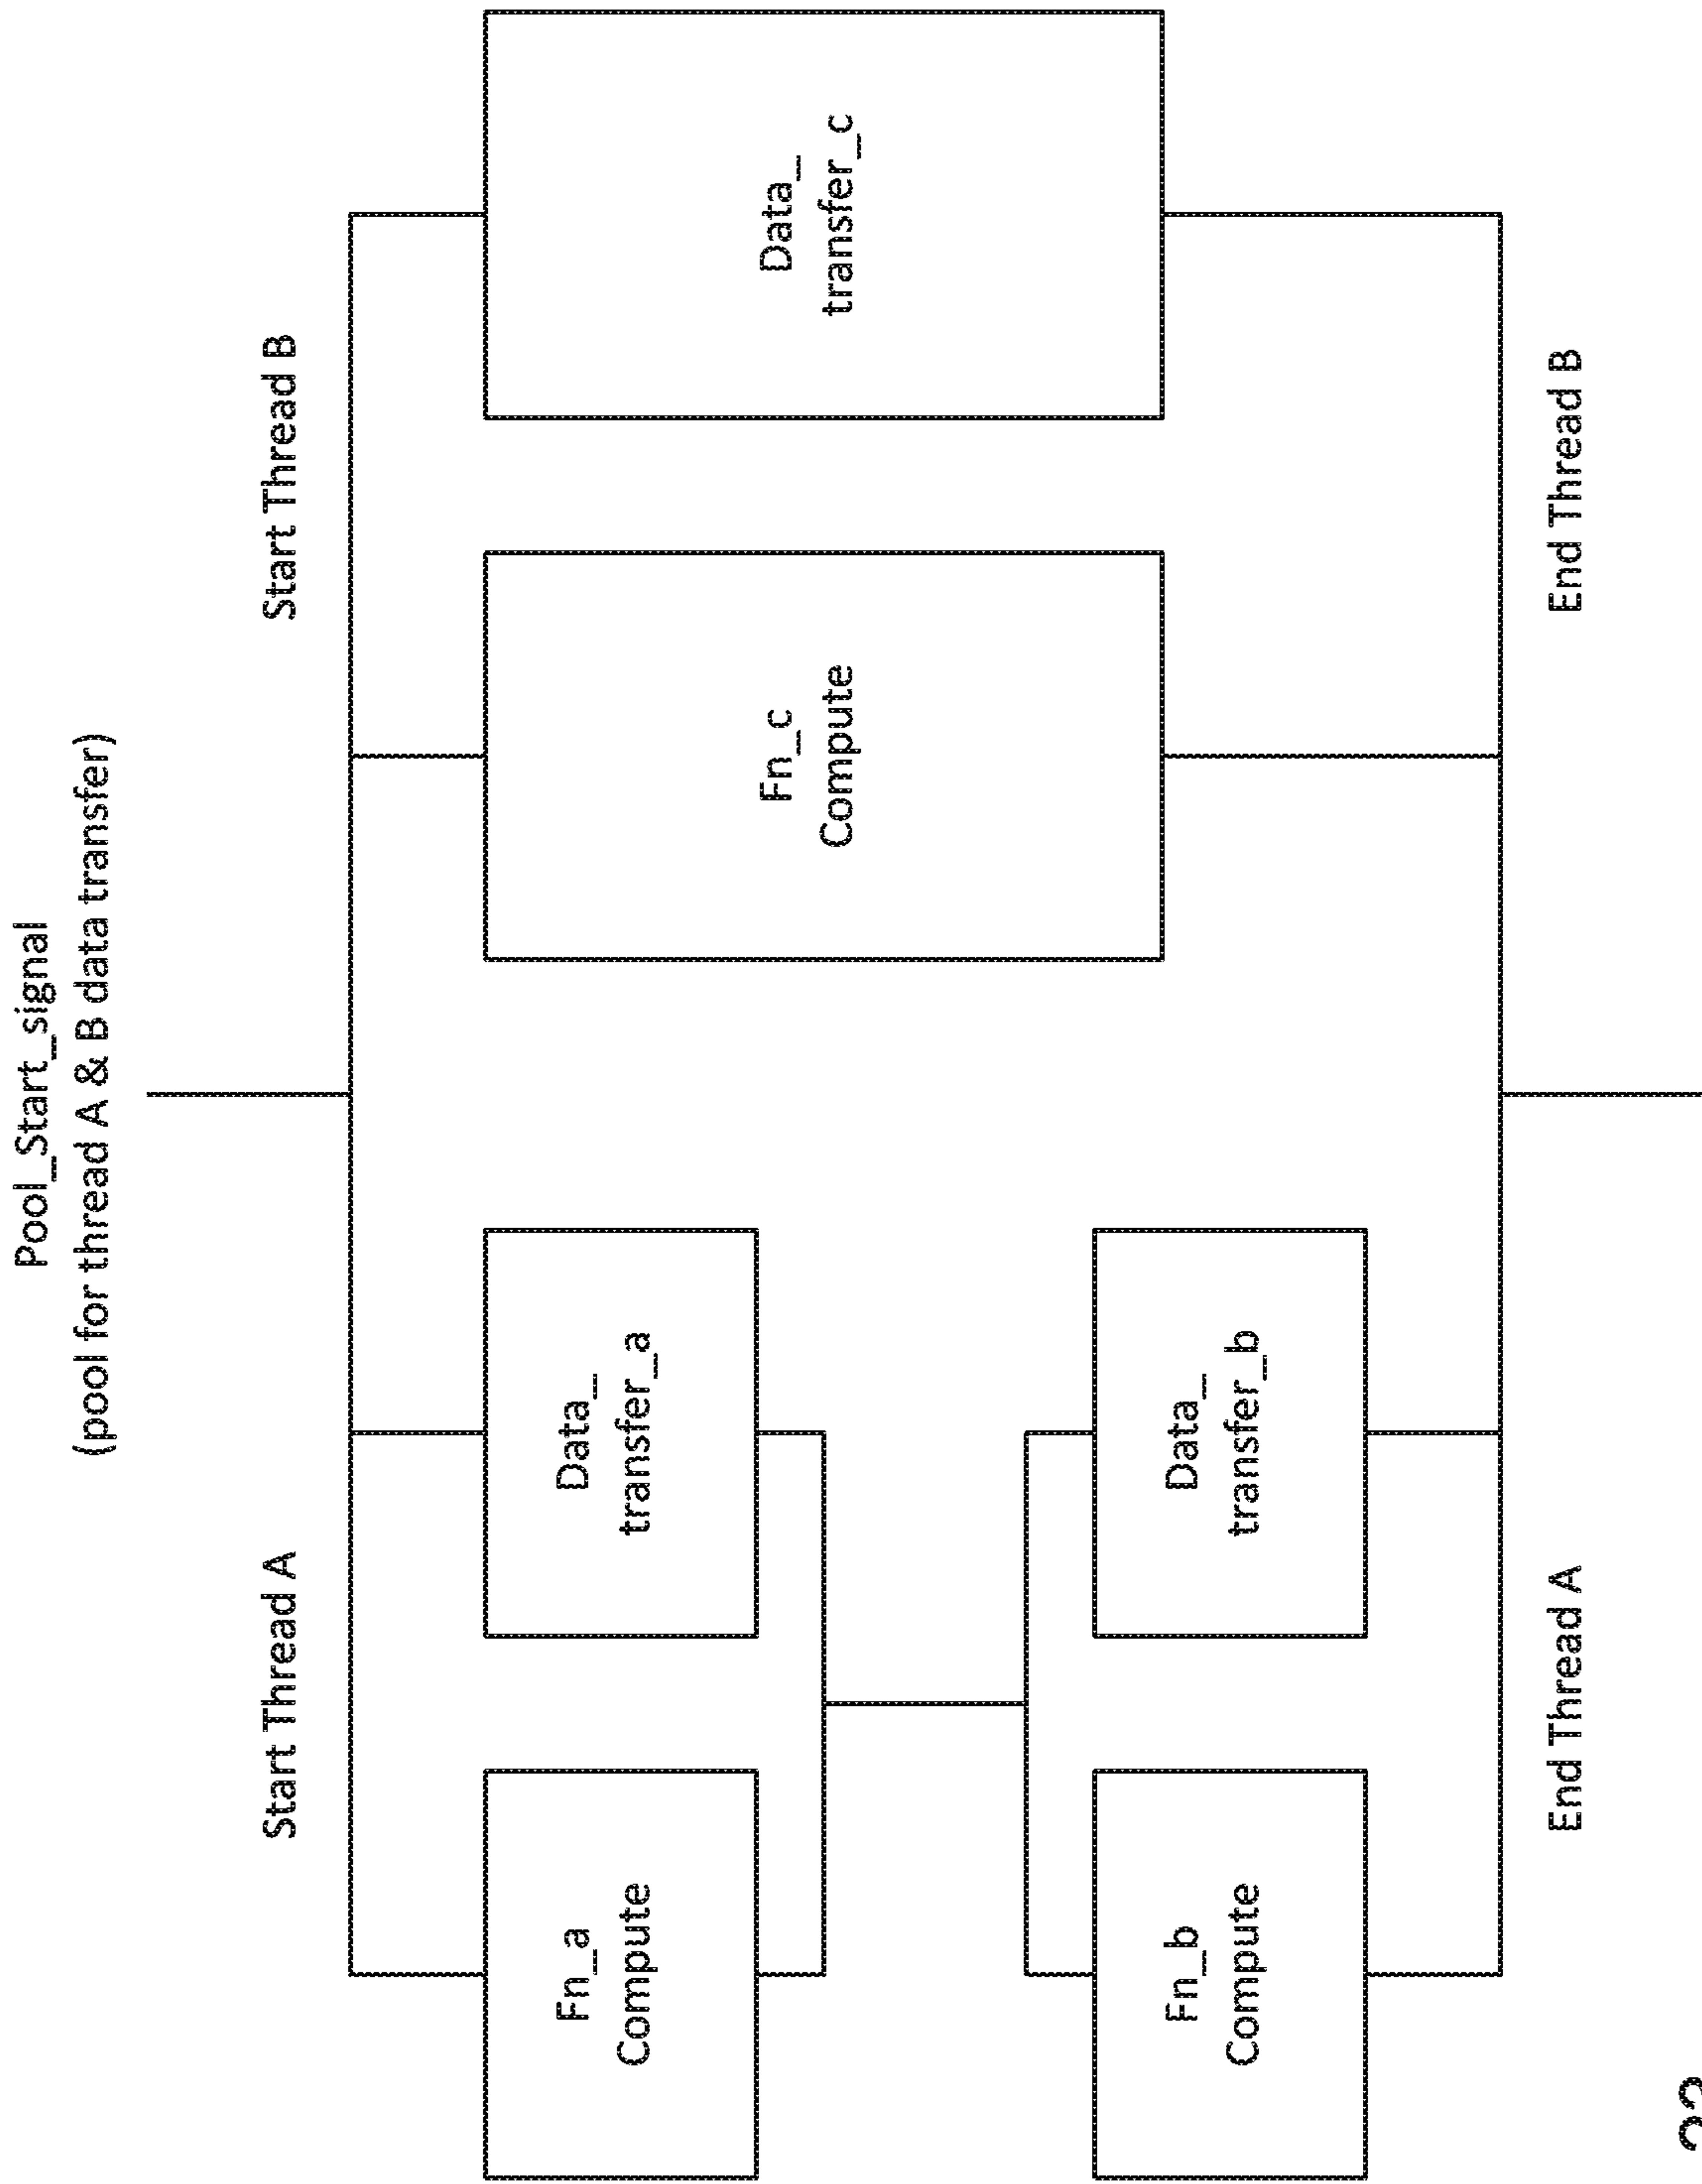 Pool_Start_signal
(pool for thread A & B data transfer)
Start Thread A
Start Thread B
Fn_a
Compute
Data_
transfer_a
Fn_c
Compute
Data_
transfer_c
Fn_b
Compute
Data_
transfer_b
End Thread A
End Thread B